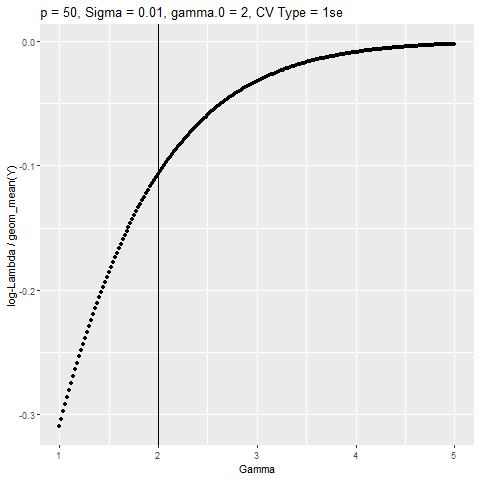 p = 50, Sigma = 0.01, gamma.0 = 2, CV Type = 1se
0.0
-0.1
-0.2
-0.3
log-Lambda / geom_mean(Y)
1 2 3 4 5
Gamma